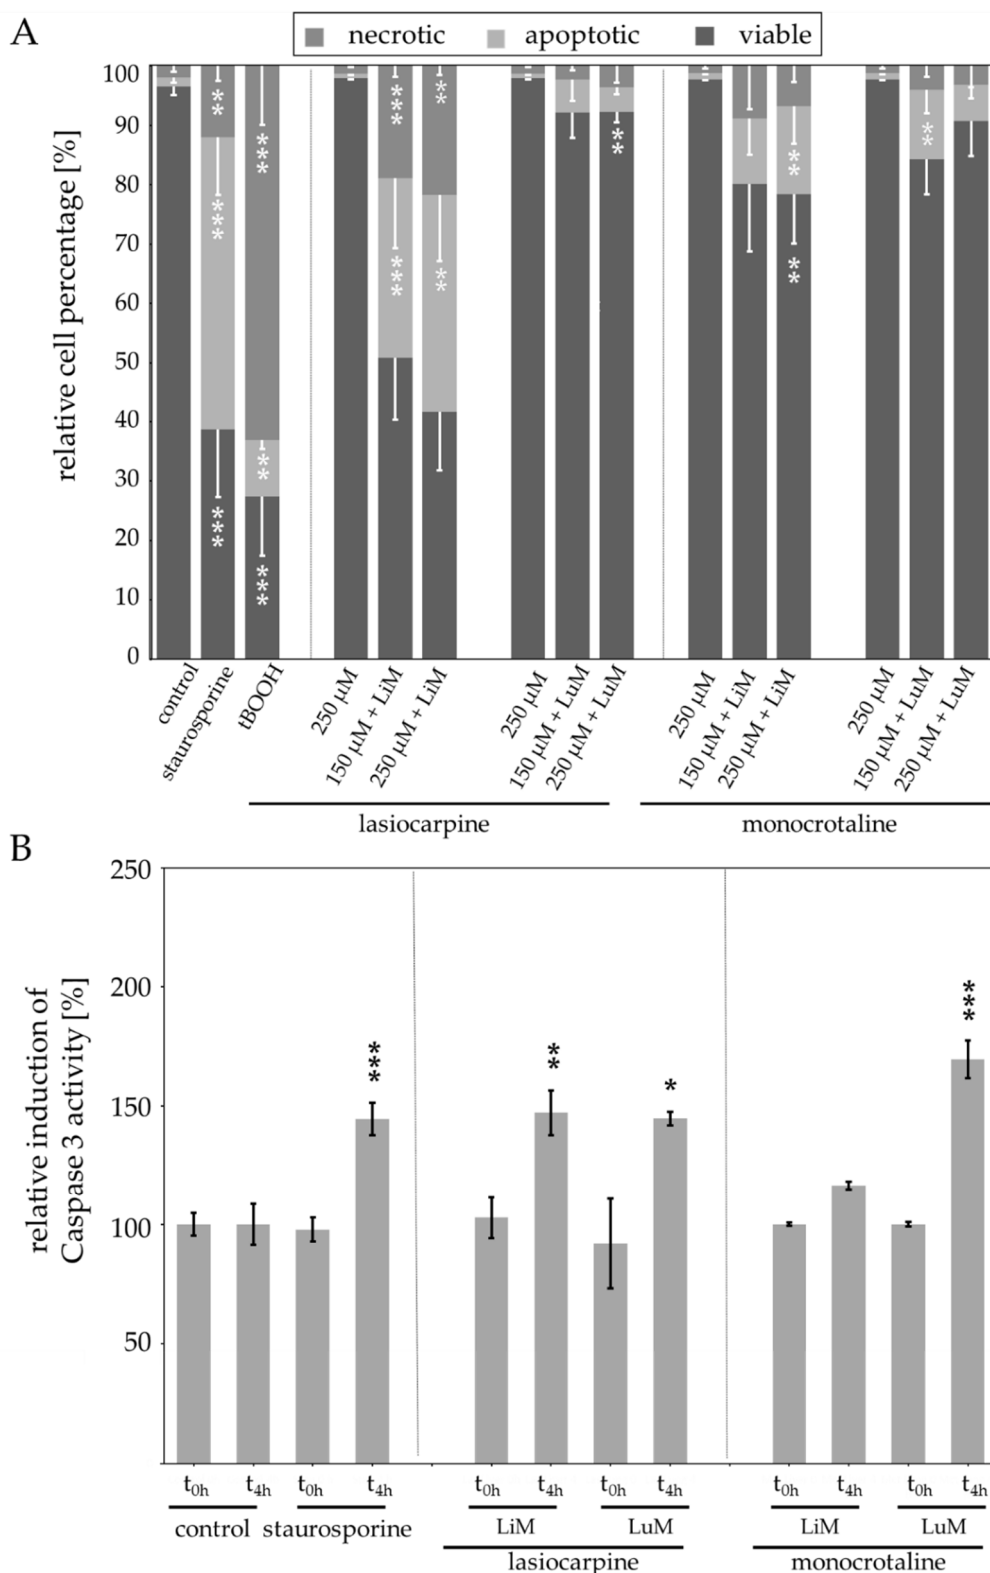 A
necrotic apoptotic viable
relative cell percentage [%]
100
90
80
70
60
50
40
30
20
10
0
** *** *** *** *** ** *** ** *** *** ** ** ** ** **
control staurosporine tBOOH 250 µM 150 µM + LiM 250 µM + LiM 250 µM 150 µM + LuM 250 µM + LuM 250 µM 150 µM + LiM 250 µM + LiM 250 µM 150 µM + LuM 250 µM + LuM
lasiocarpine monocrotaline
B
relative induction of
Caspase 3 activity [%]
250
200
150
100
50
*** ** * ***
t0h t4h t0h t4h t0h t4h t0h t4h t0h t4h t0h t4h
control staurosporine LiM LuM LiM LuM
lasiocarpine monocrotaline